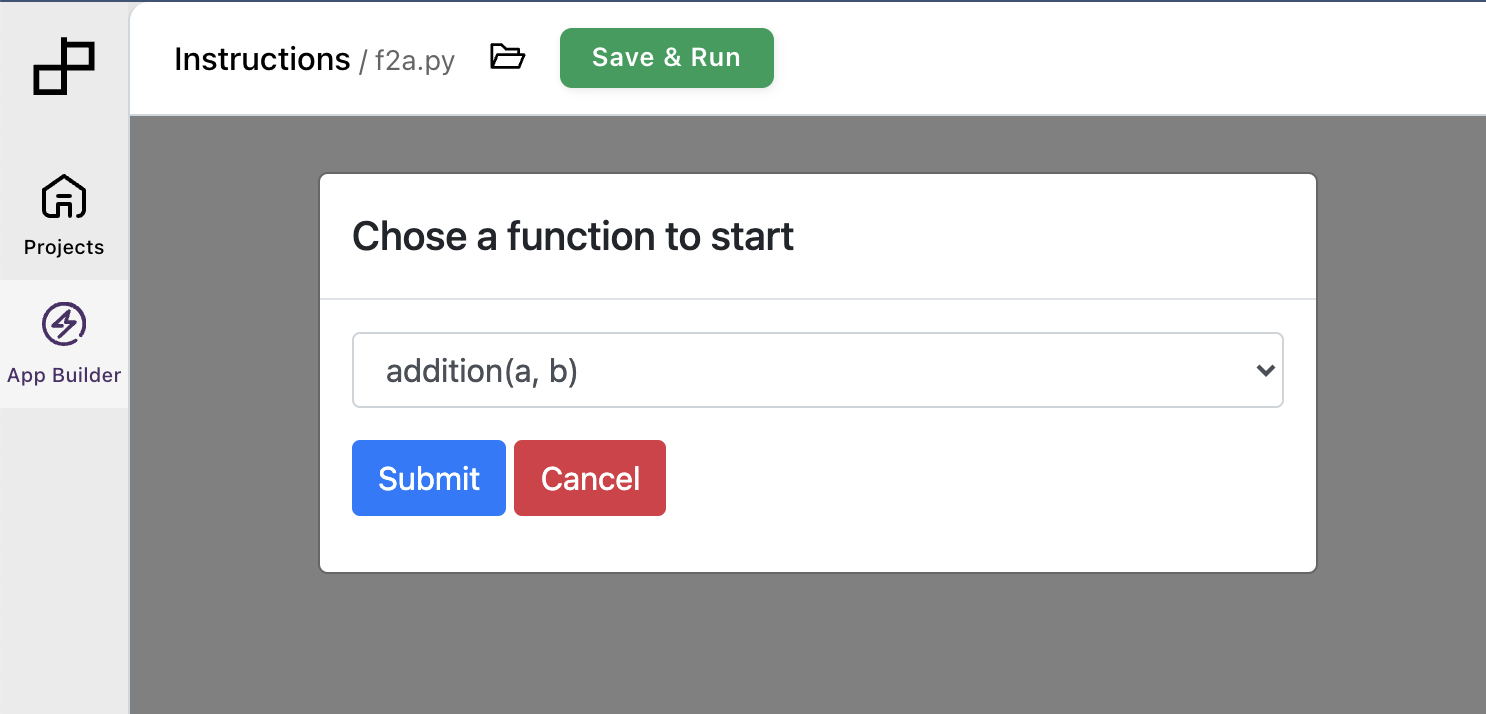 Instructions / f2a.py
Save & Run
Projects
App Builder
Chose a function to start
addition(a, b)
Submit
Cancel